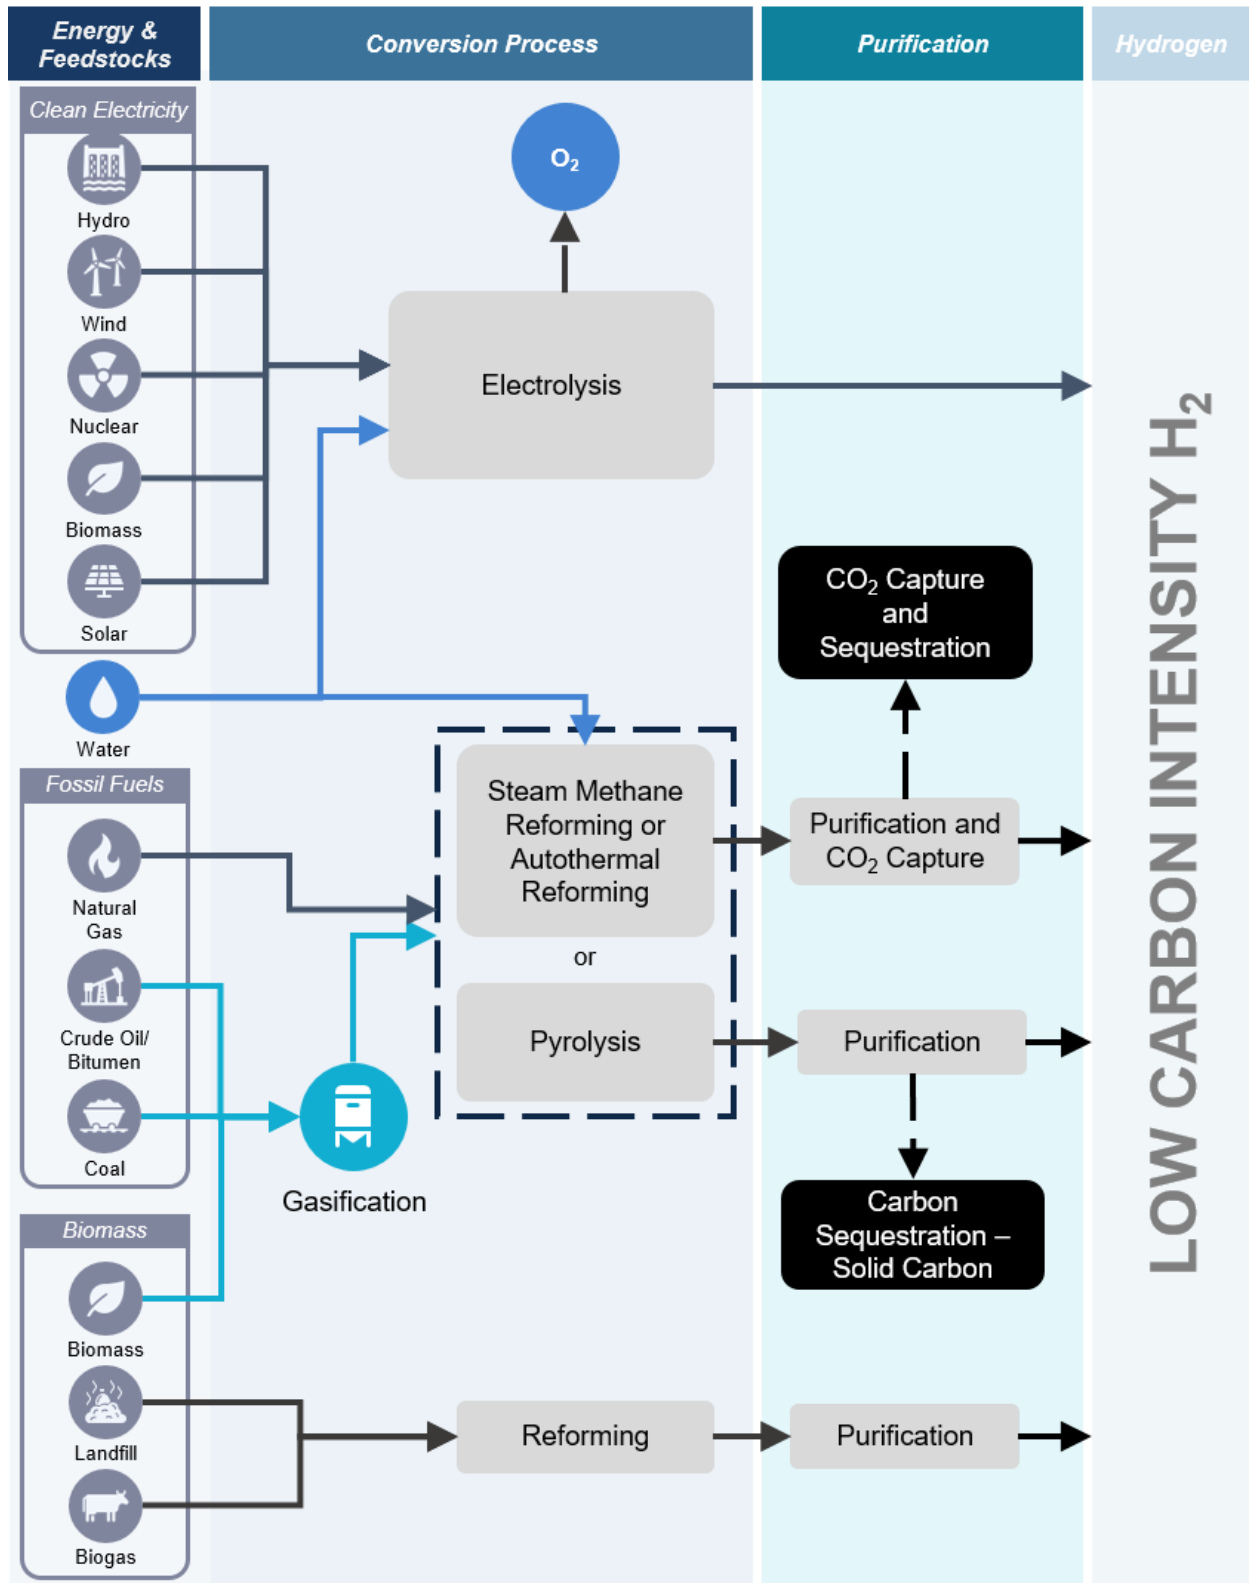 Energy &
Feedstocks
Conversion Process
Purification
Hydrogen
Clean Electricity
Hydro
Wind
Nuclear
Biomass
Solar
Water
O₂
Electrolysis
CO₂ Capture
and
Sequestration
Fossil Fuels
Natural
Gas
Crude Oil/
Bitumen
Coal
Gasification
Steam Methane
Reforming or
Autothermal
Reforming
or
Pyrolysis
Purification and
CO₂ Capture
Purification
Carbon
Sequestration –
Solid Carbon
Biomass
Biomass
Landfill
Biogas
Reforming
Purification
LOW CARBON INTENSITY H₂